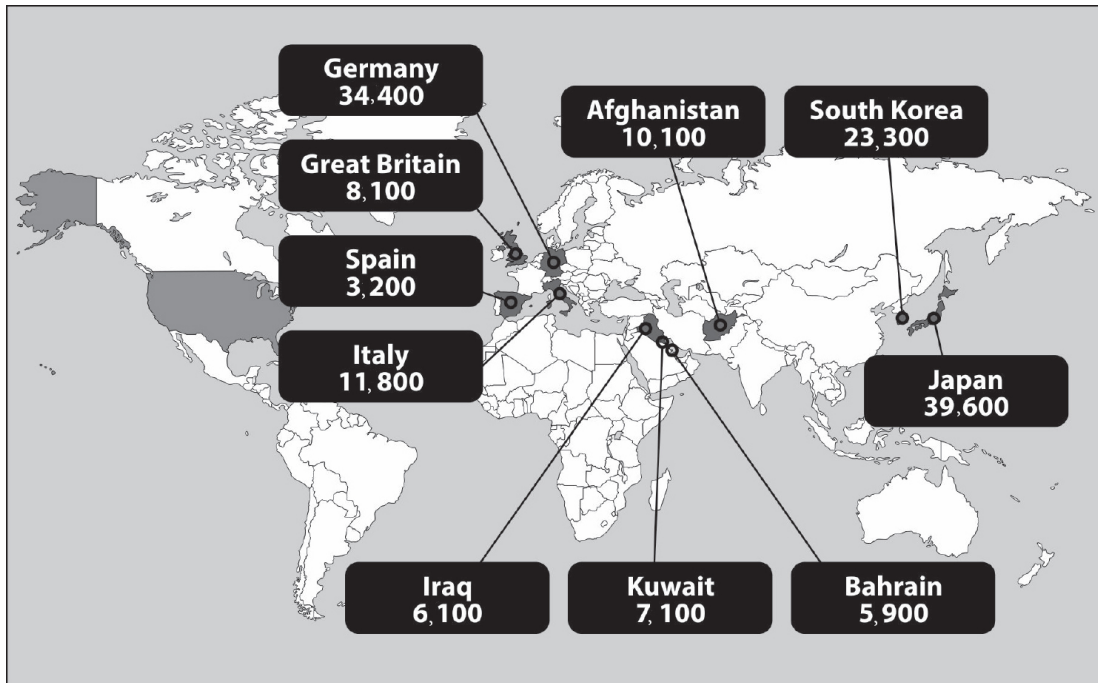 Germany
34,400
Afghanistan
10,100
South Korea
23,300
Great Britain
8,100
Spain
3,200
Italy
11,800
Japan
39,600
Iraq
6,100
Kuwait
7,100
Bahrain
5,900